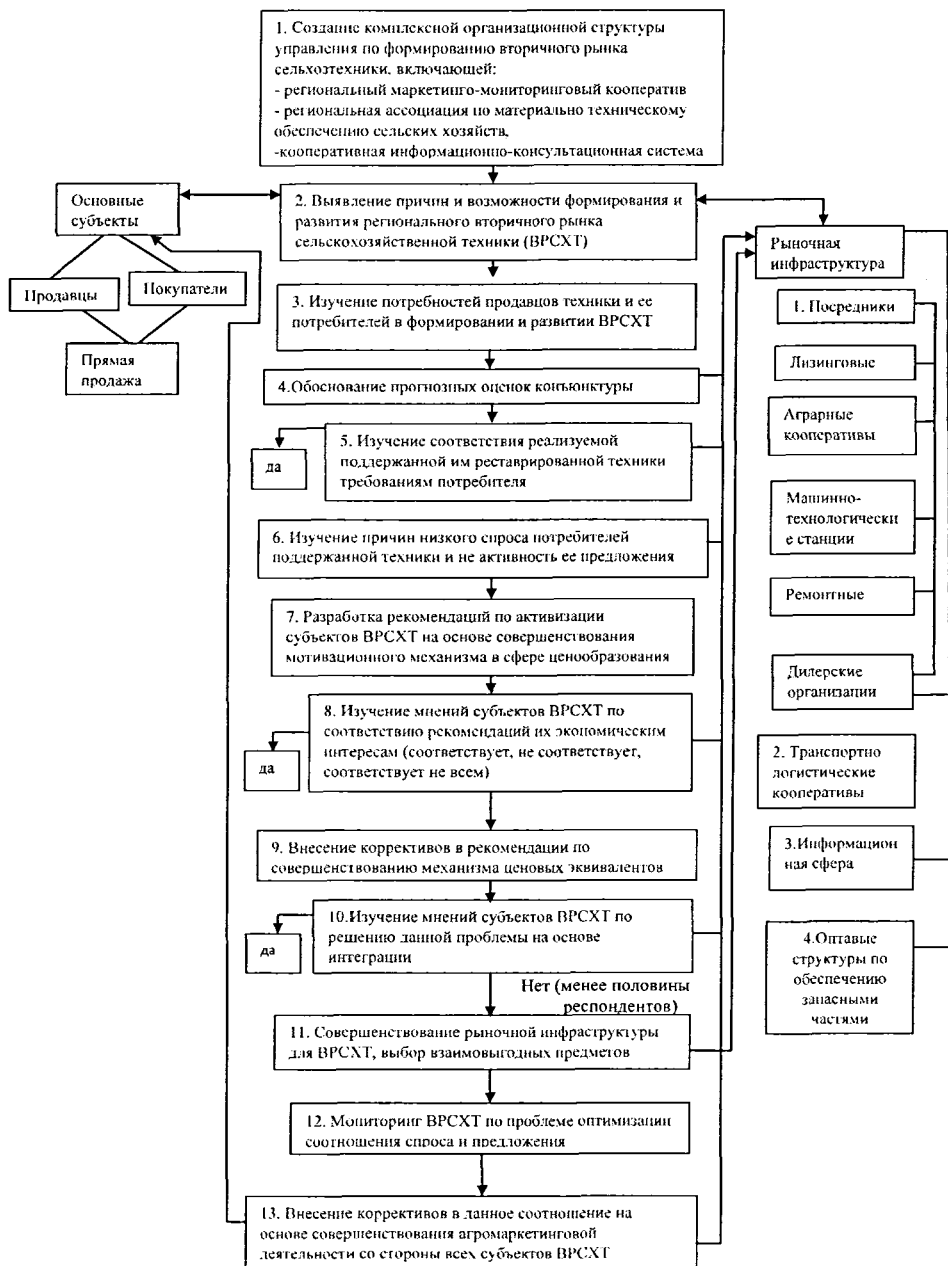 1. Создание комплексной организационной структуры
управления по формированию вторичного рынка
сельхозтехники, включающей:
- региональный маркетинго-мониторинговый кооператив
- региональная ассоциация по материально техническому
обеспечению сельских хозяйств,
-кооперативная информационно-консультационная система
Основные
субъекты
Продавцы
Покупатели
Прямая
продажа
2. Выявление причин и возможности формирования и
развития регионального вторичного рынка
сельскохозяйственной техники (ВРСХТ)
3. Изучение потребностей продавцов техники и ее
потребителей в формировании и развитии ВРСХТ
4.Обоснование прогнозных оценок конъюнктуры
да
5. Изучение соответствия реализуемой
поддержанной им реставрированной техники
требованиям потребителя
6. Изучение причин низкого спроса потребителей
поддержанной техники и не активность ее предложения
7. Разработка рекомендаций по активизации
субъектов ВРСХТ на основе совершенствования
мотивационного механизма в сфере ценообразования
да
8. Изучение мнений субъектов ВРСХТ по
соответствию рекомендаций их экономическим
интересам (соответствует, не соответствует,
соответствует не всем)
9. Внесение коррективов в рекомендации по
совершенствованию механизма ценовых эквивалентов
да
10.Изучение мнений субъектов ВРСХТ по
решению данной проблемы на основе
интеграции
Нет (менее половины
респондентов)
11. Совершенствование рыночной инфраструктуры
для ВРСХТ, выбор взаимовыгодных предметов
12. Мониторинг ВРСХТ по проблеме оптимизации
соотношения спроса и предложения
13. Внесение коррективов в данное соотношение на
основе совершенствования агромаркетинговой
деятельности со стороны всех субъектов ВРСХТ
Рыночная
инфраструктура
1. Посредники
Лизинговые
Аграрные
кооперативы
Машинно-
технологически
е станции
Ремонтные
Дилерские
организации
2. Транспортно
логистические
кооперативы
3.Информацион
ная сфера
4.Оптавые
структуры по
обеспечению
запасными
частями